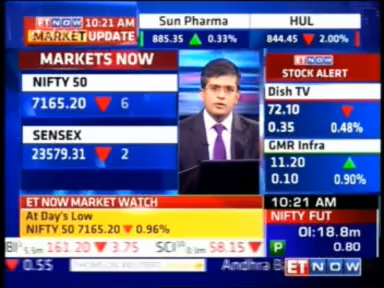 ET NOW 10:21 AM
MARKET UPDATE
Sun Pharma
885.35 0.33%
HUL
844.45 2.00%
MARKETS NOW
NIFTY 50
7165.20 6
SENSEX
23579.31 2
ET NOW
STOCK ALERT
Dish TV
72.10
0.35 0.48%
GMR Infra
11.20
0.10 0.90%
ET NOW MARKET WATCH
At Day's Low
NIFTY 50 7165.20 0.96%
10:21 AM
NIFTY FUT
OI:18.8m
P 0.80
161.20 3.75 58.15
0.55 Andhra
ET NOW